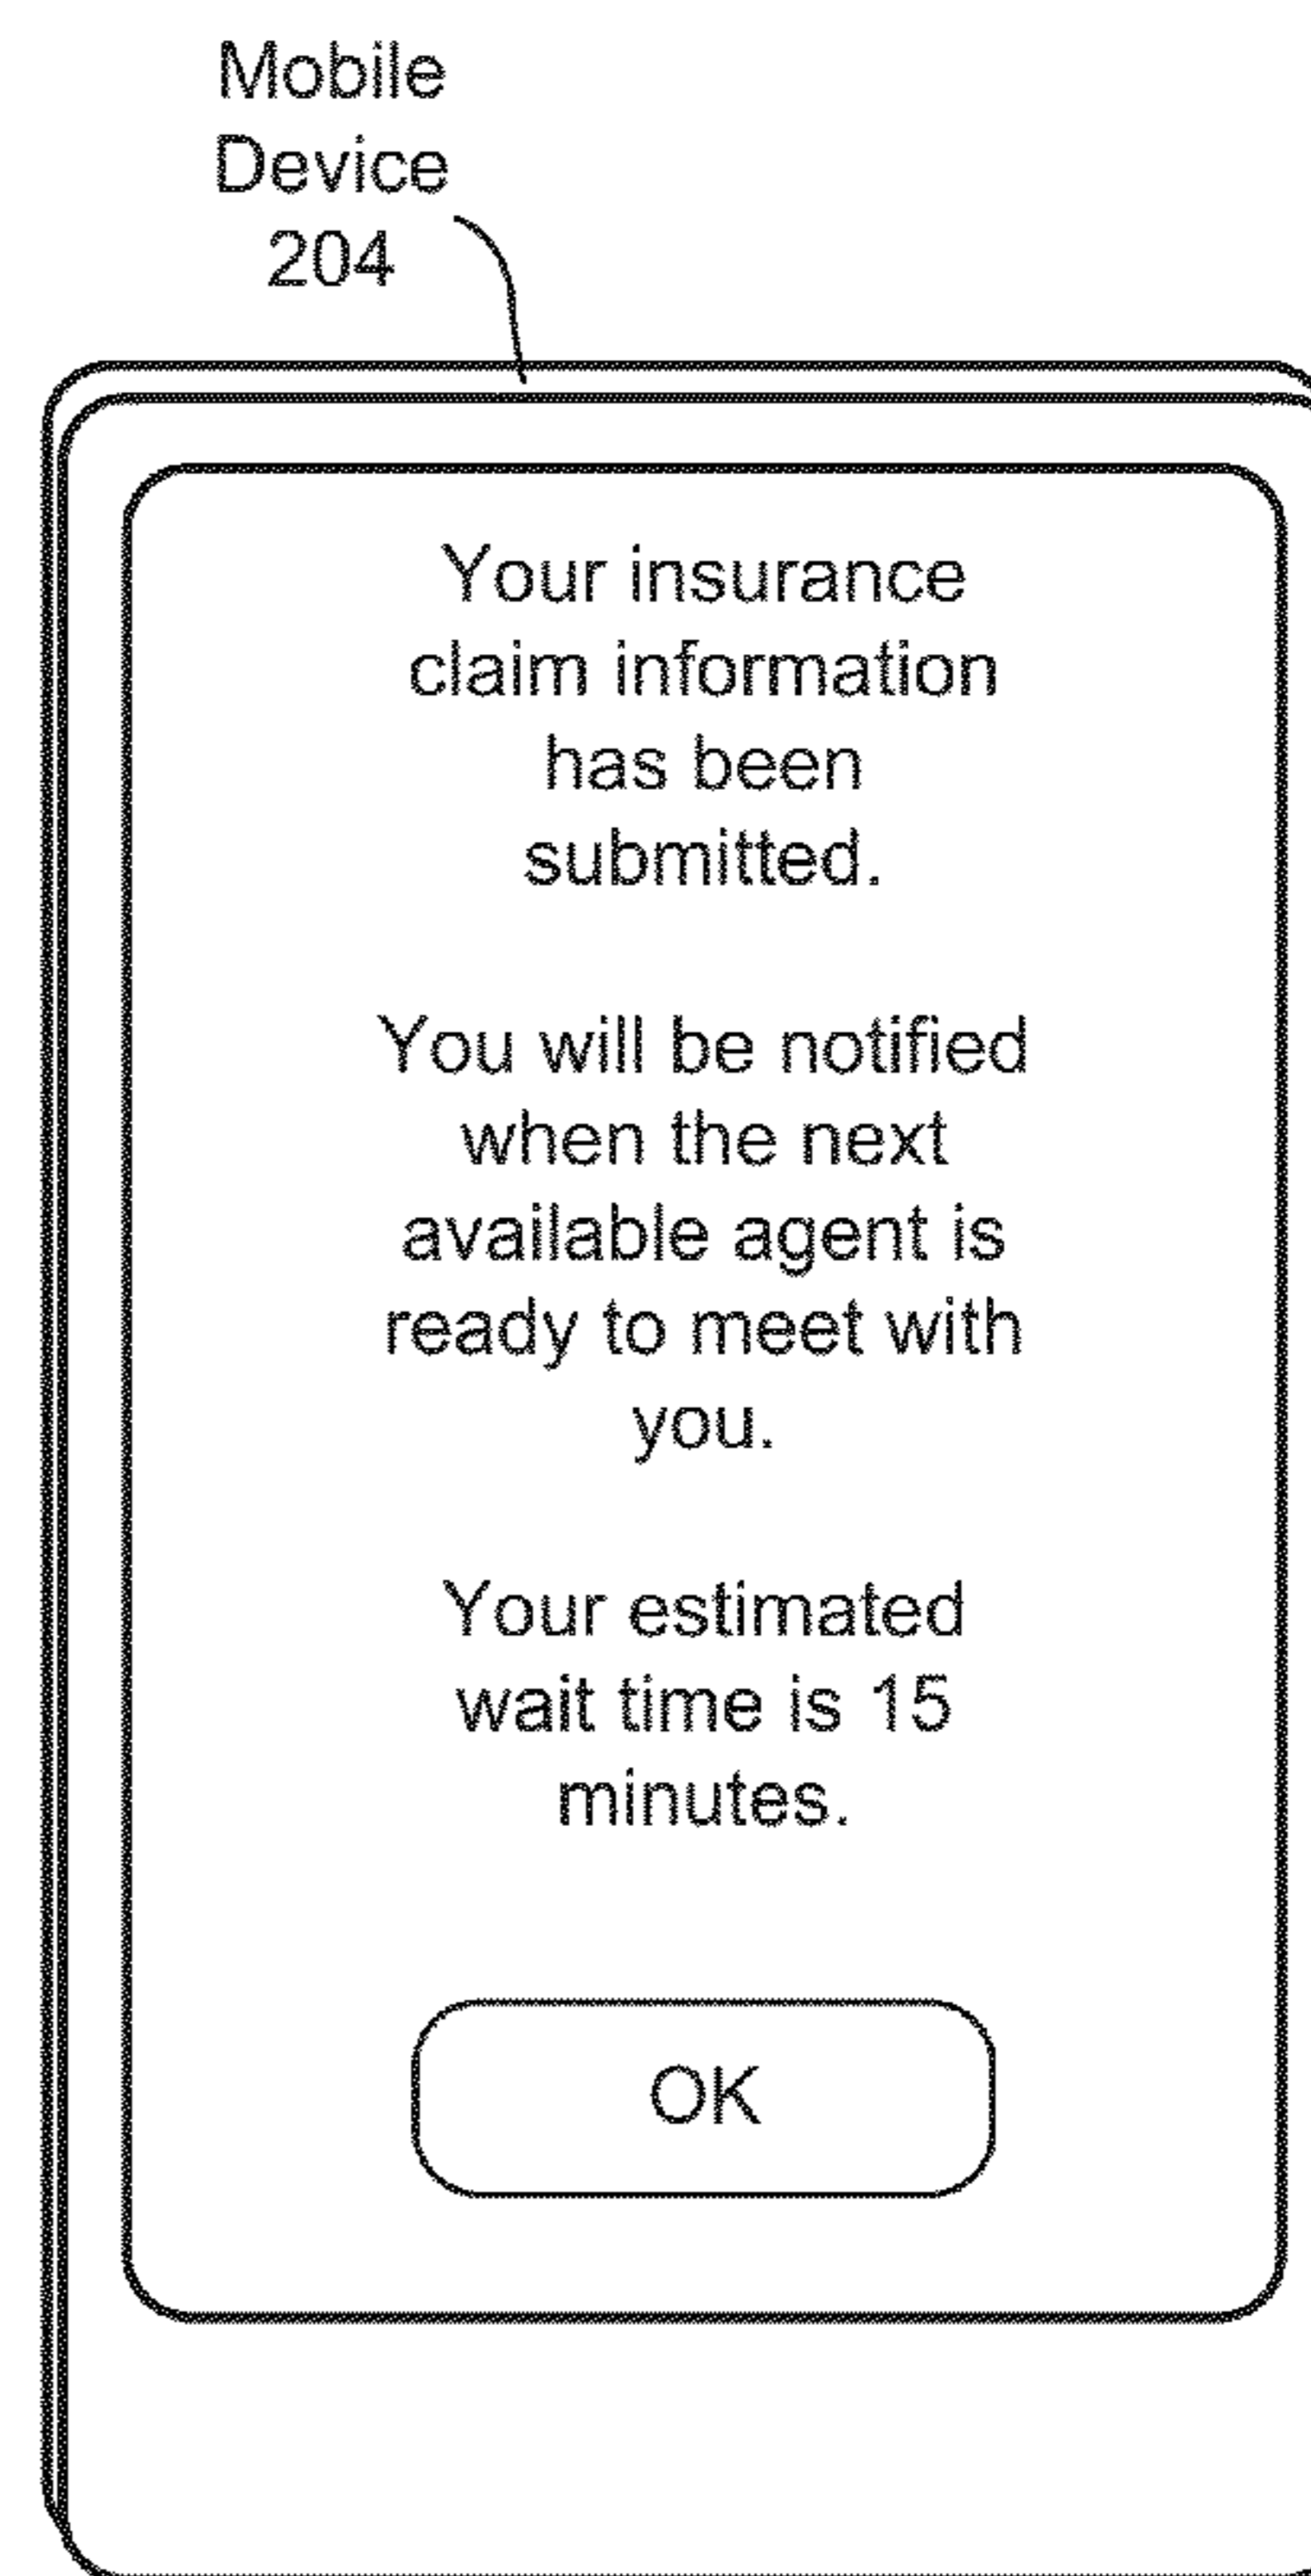 Mobile
Device
204
Your insurance
claim information
has been
submitted.
You will be notified
when the next
available agent is
ready to meet with
you.
Your estimated
wait time is 15
minutes.
OK